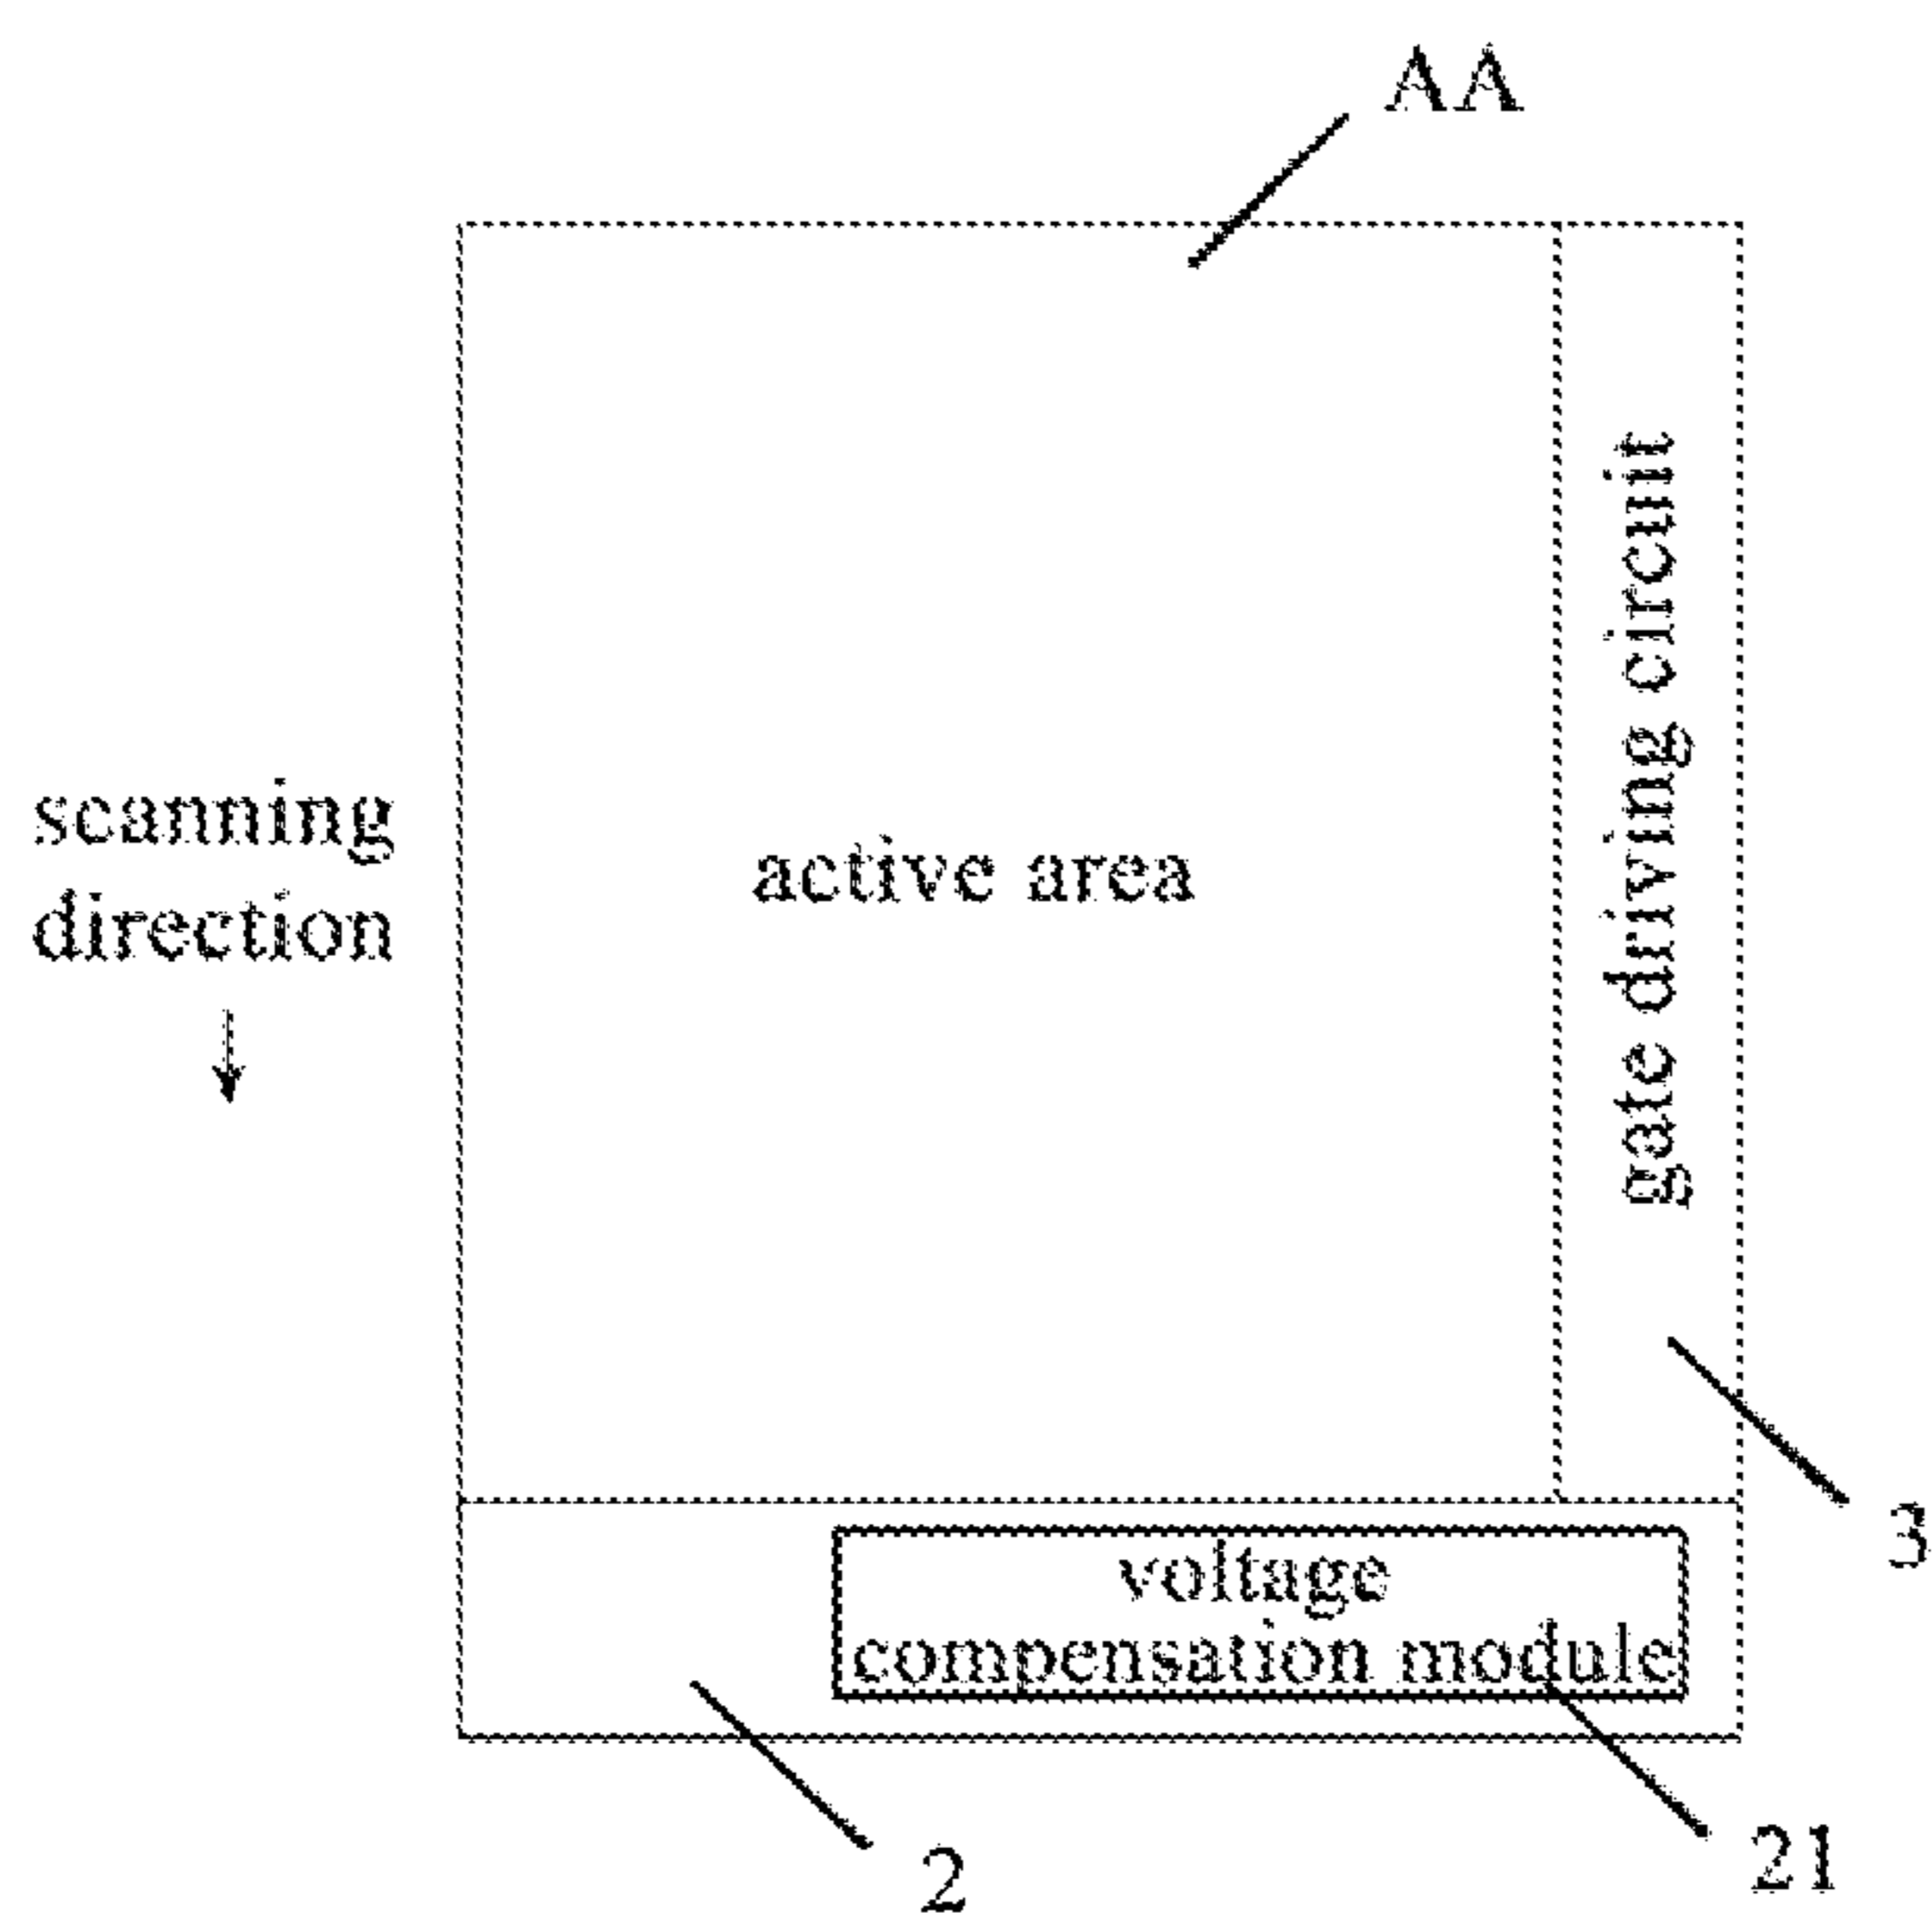 AA
scanning
direction
active area
gate driving circuit
3
voltage
compensation module
2
21